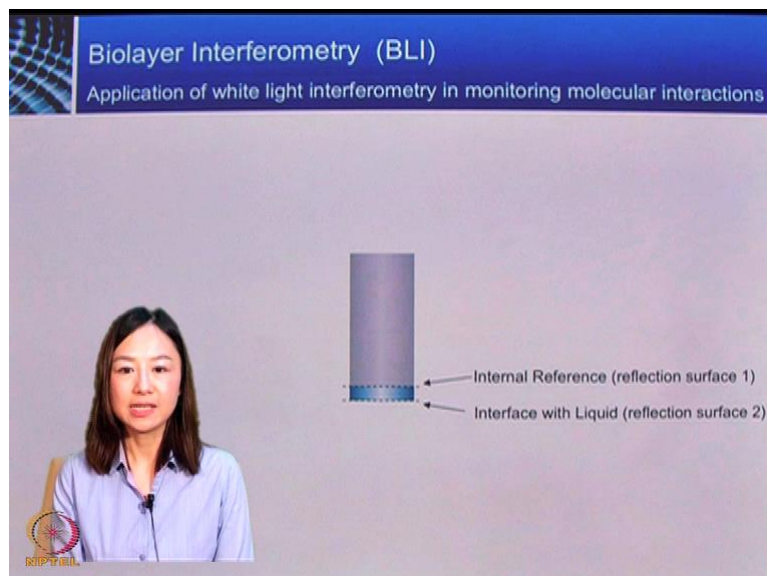 Biolayer Interferometry (BLI)
Application of white light interferometry in monitoring molecular interactions
Internal Reference (reflection surface 1)
Interface with Liquid (reflection surface 2)
NPTEL